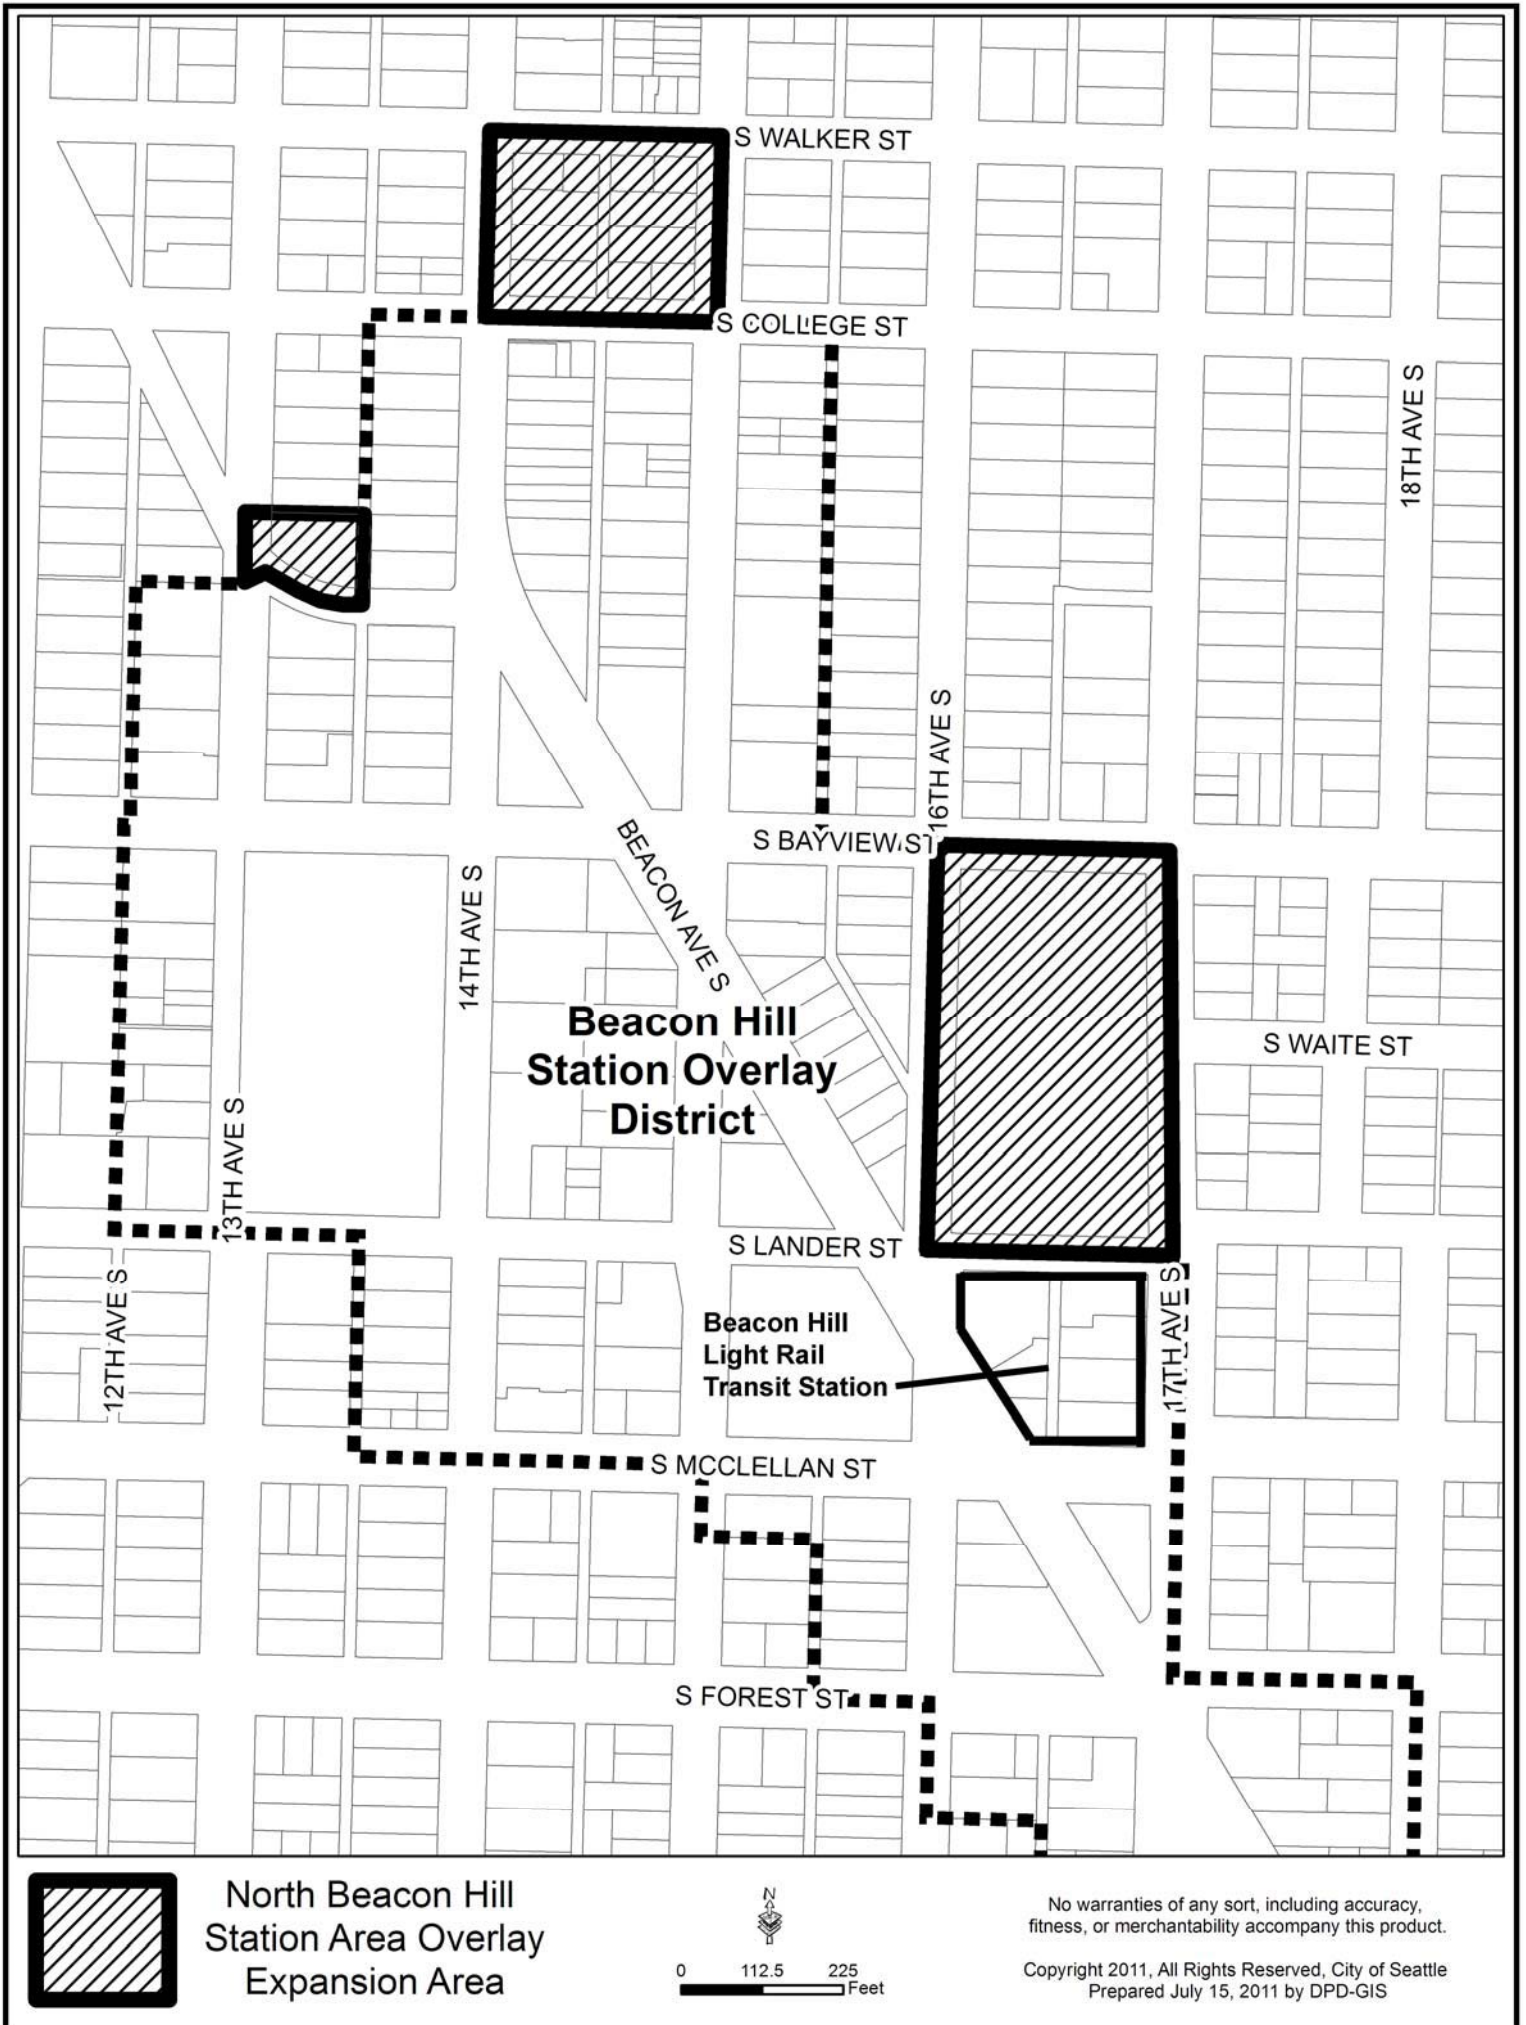 S WALKER ST
S COLLEGE ST
18TH AVE S
16TH AVE S
S BAYVIEW ST
BEACON AVE S
14TH AVE S
Beacon Hill
Station Overlay
District
S WAITE ST
13TH AVE S
S LANDER ST
12TH AVE S
Beacon Hill
Light Rail
Transit Station
17TH AVE S
S MCCLELLAN ST
S FOREST ST
North Beacon Hill
Station Area Overlay
Expansion Area
N
0 112.5 225
Feet
No warranties of any sort, including accuracy,
fitness, or merchantability accompany this product.
Copyright 2011, All Rights Reserved, City of Seattle
Prepared July 15, 2011 by DPD-GIS